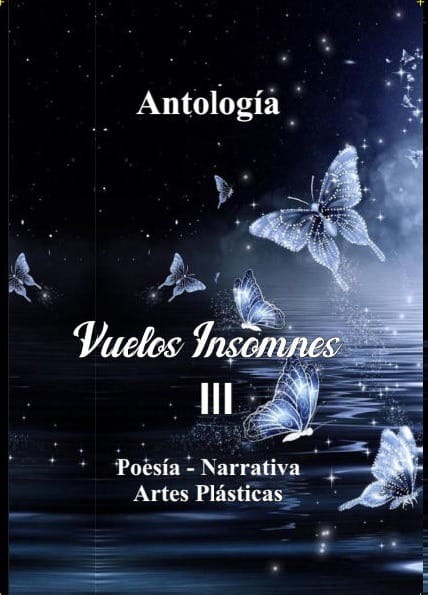 Antología
Vuelos Insomnes
III
Poesía - Narrativa
Artes Plásticas